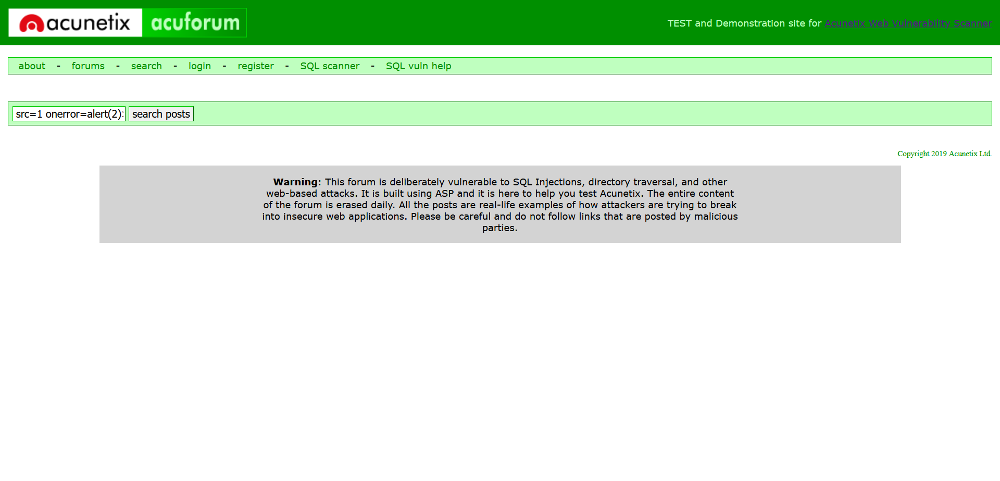 acunetix acuforum
TEST and Demonstration site for Acunetix Web Vulnerability Scanner
about - forums - search - login - register - SQL scanner - SQL vuln help
src=1 onerror=alert(2): search posts
Copyright 2019 Acunetix Ltd.
Warning: This forum is deliberately vulnerable to SQL Injections, directory traversal, and other
web-based attacks. It is built using ASP and it is here to help you test Acunetix. The entire content
of the forum is erased daily. All the posts are real-life examples of how attackers are trying to break
into insecure web applications. Please be careful and do not follow links that are posted by malicious
parties.